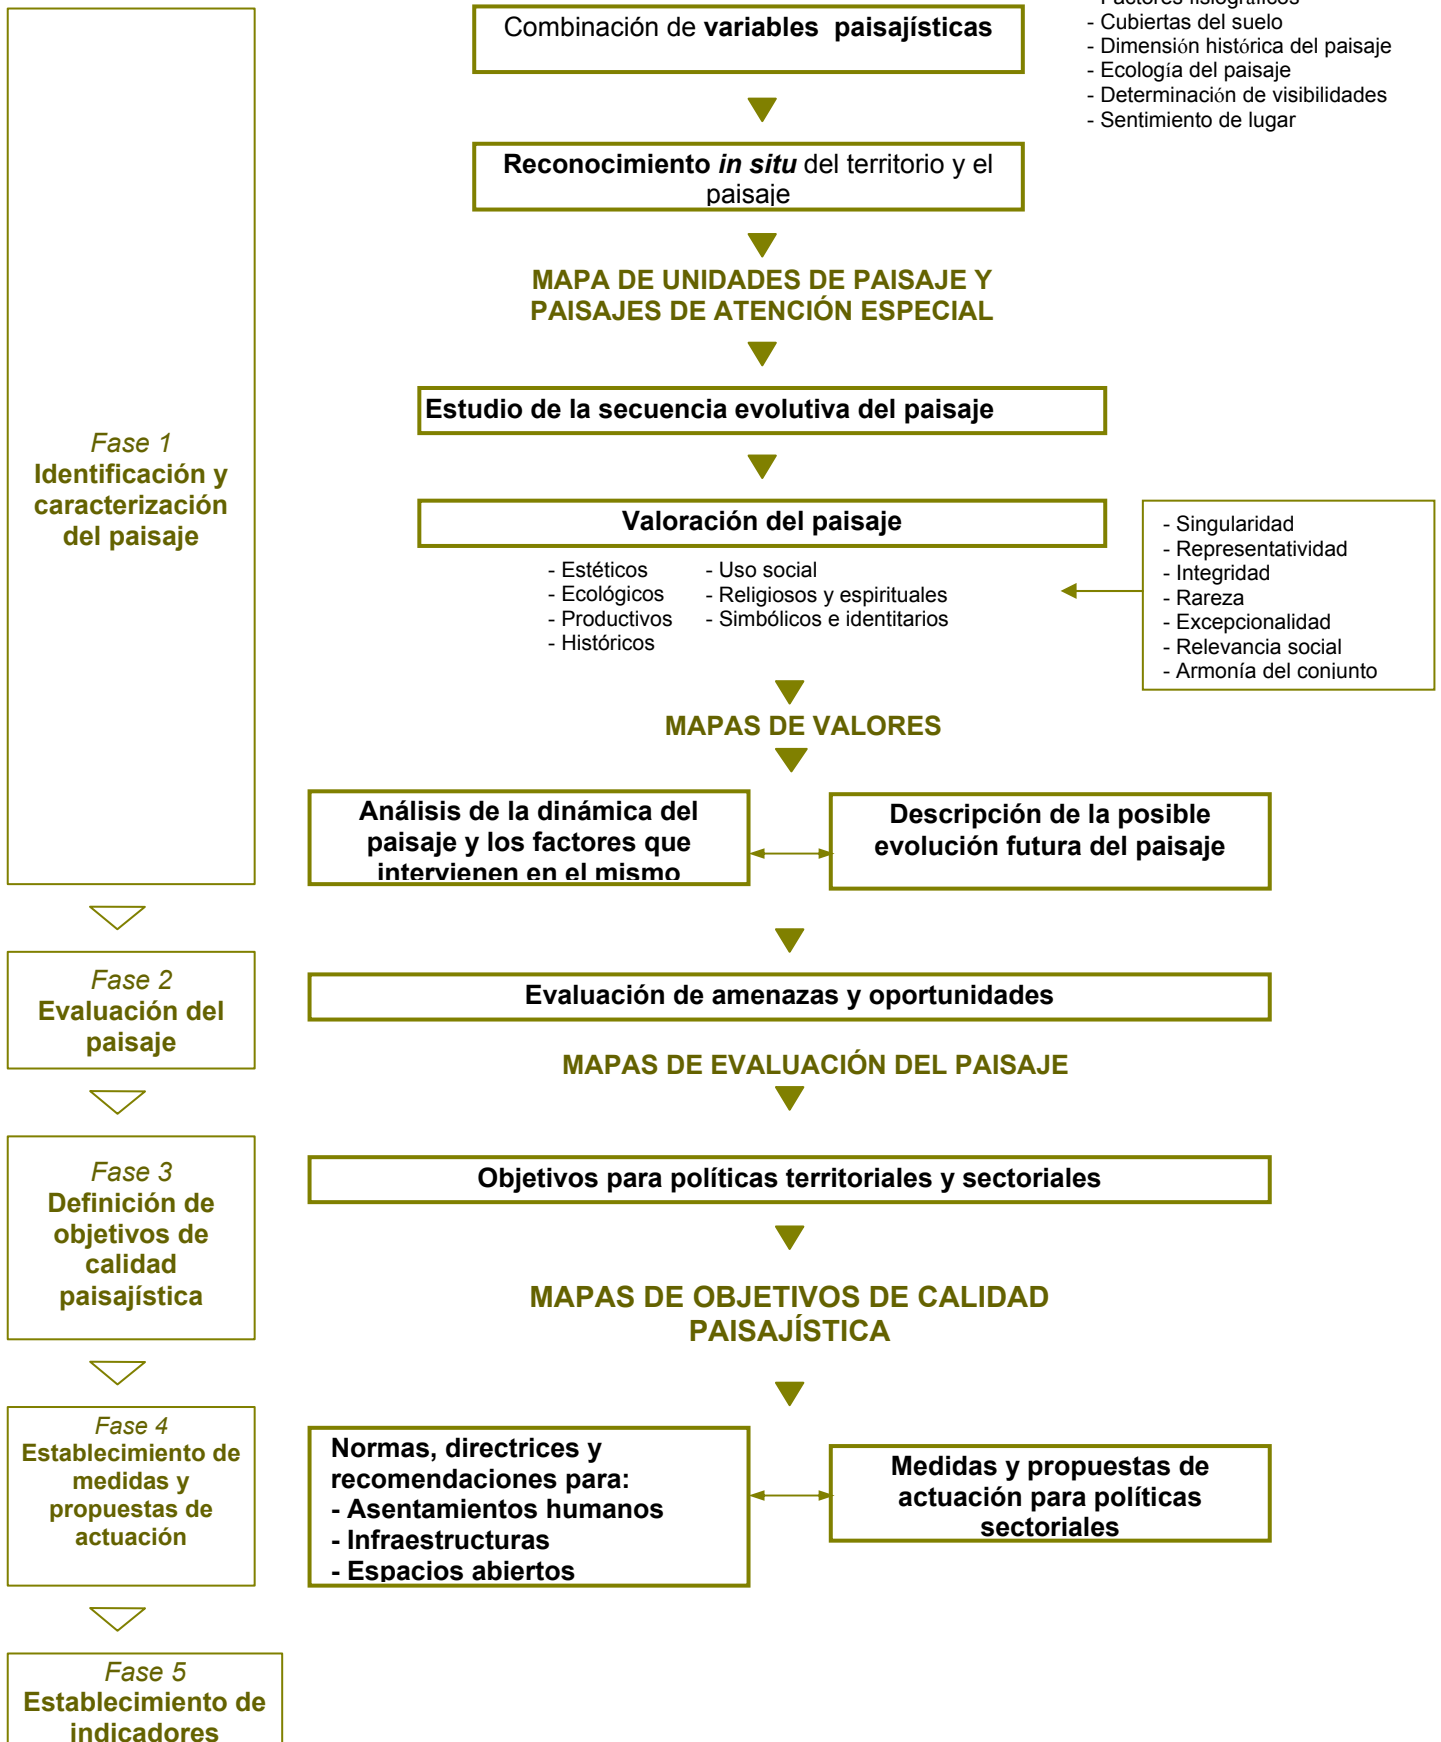 - Factores fisiográficos
Combinación de variables paisajísticas
- Cubiertas del suelo
- Dimensión histórica del paisaje
- Ecología del paisaje
- Determinación de visibilidades
- Sentimiento de lugar
Reconocimiento in situ del territorio y el
paisaje
MAPA DE UNIDADES DE PAISAJE Y
PAISAJES DE ATENCIÓN ESPECIAL
Estudio de la secuencia evolutiva del paisaje
Fase 1
Identificación y
caracterización
del paisaje
Valoración del paisaje
- Estéticos
- Ecológicos
- Productivos
- Históricos
- Uso social
- Religiosos y espirituales
- Simbólicos e identitarios
- Singularidad
- Representatividad
- Integridad
- Rareza
- Excepcionalidad
- Relevancia social
- Armonía del conjunto
MAPAS DE VALORES
Análisis de la dinámica del
paisaje y los factores que
intervienen en el mismo
Descripción de la posible
evolución futura del paisaje
Fase 2
Evaluación del
paisaje
Evaluación de amenazas y oportunidades
MAPAS DE EVALUACIÓN DEL PAISAJE
Fase 3
Definición de
objetivos de
calidad
paisajística
Objetivos para políticas territoriales y sectoriales
MAPAS DE OBJETIVOS DE CALIDAD
PAISAJÍSTICA
Fase 4
Establecimiento de
medidas y
propuestas de
actuación
Normas, directrices y
recomendaciones para:
- Asentamientos humanos
- Infraestructuras
- Espacios abiertos
Medidas y propuestas de
actuación para políticas
sectoriales
Fase 5
Establecimiento de
indicadores